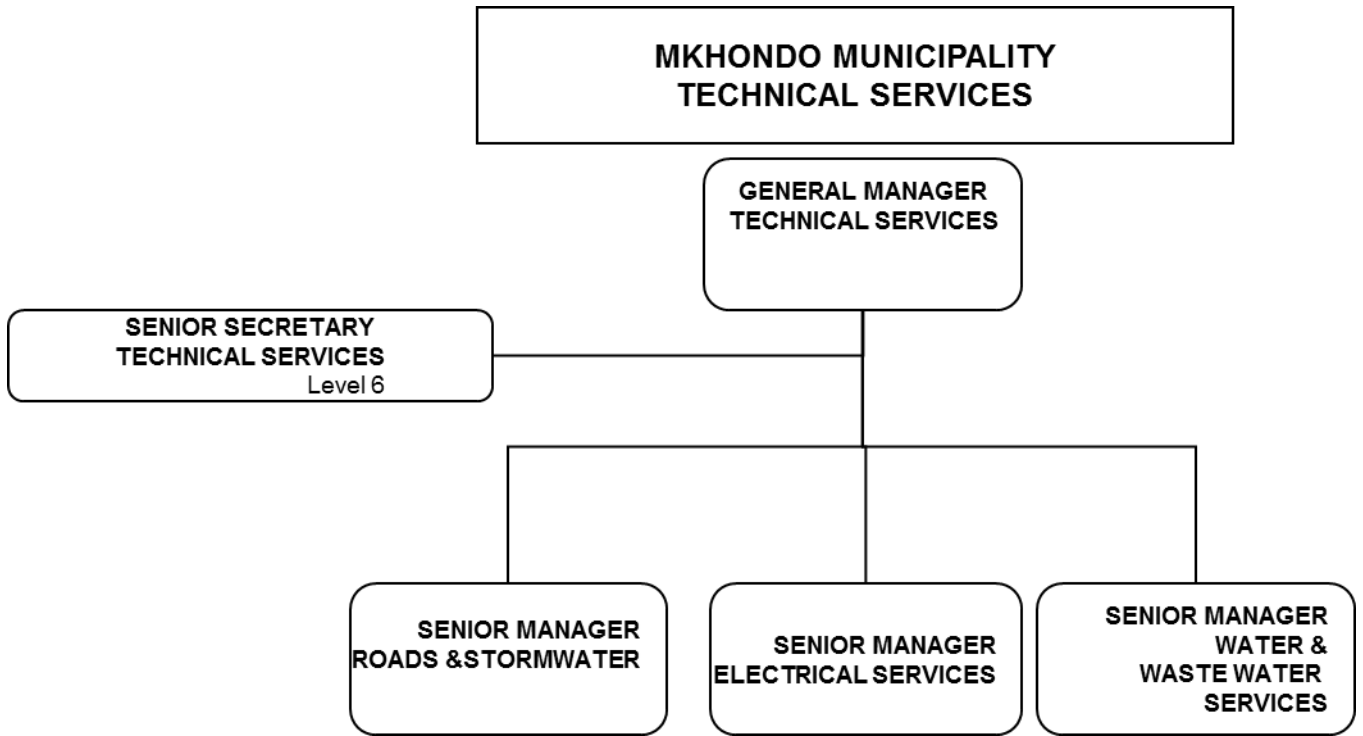 MKHONDO MUNICIPALITY
TECHNICAL SERVICES
GENERAL MANAGER
TECHNICAL SERVICES
SENIOR SECRETARY
TECHNICAL SERVICES
Level 6
SENIOR MANAGER
ROADS &STORMWATER
SENIOR MANAGER
ELECTRICAL SERVICES
SENIOR MANAGER
WATER &
WASTE WATER
SERVICES